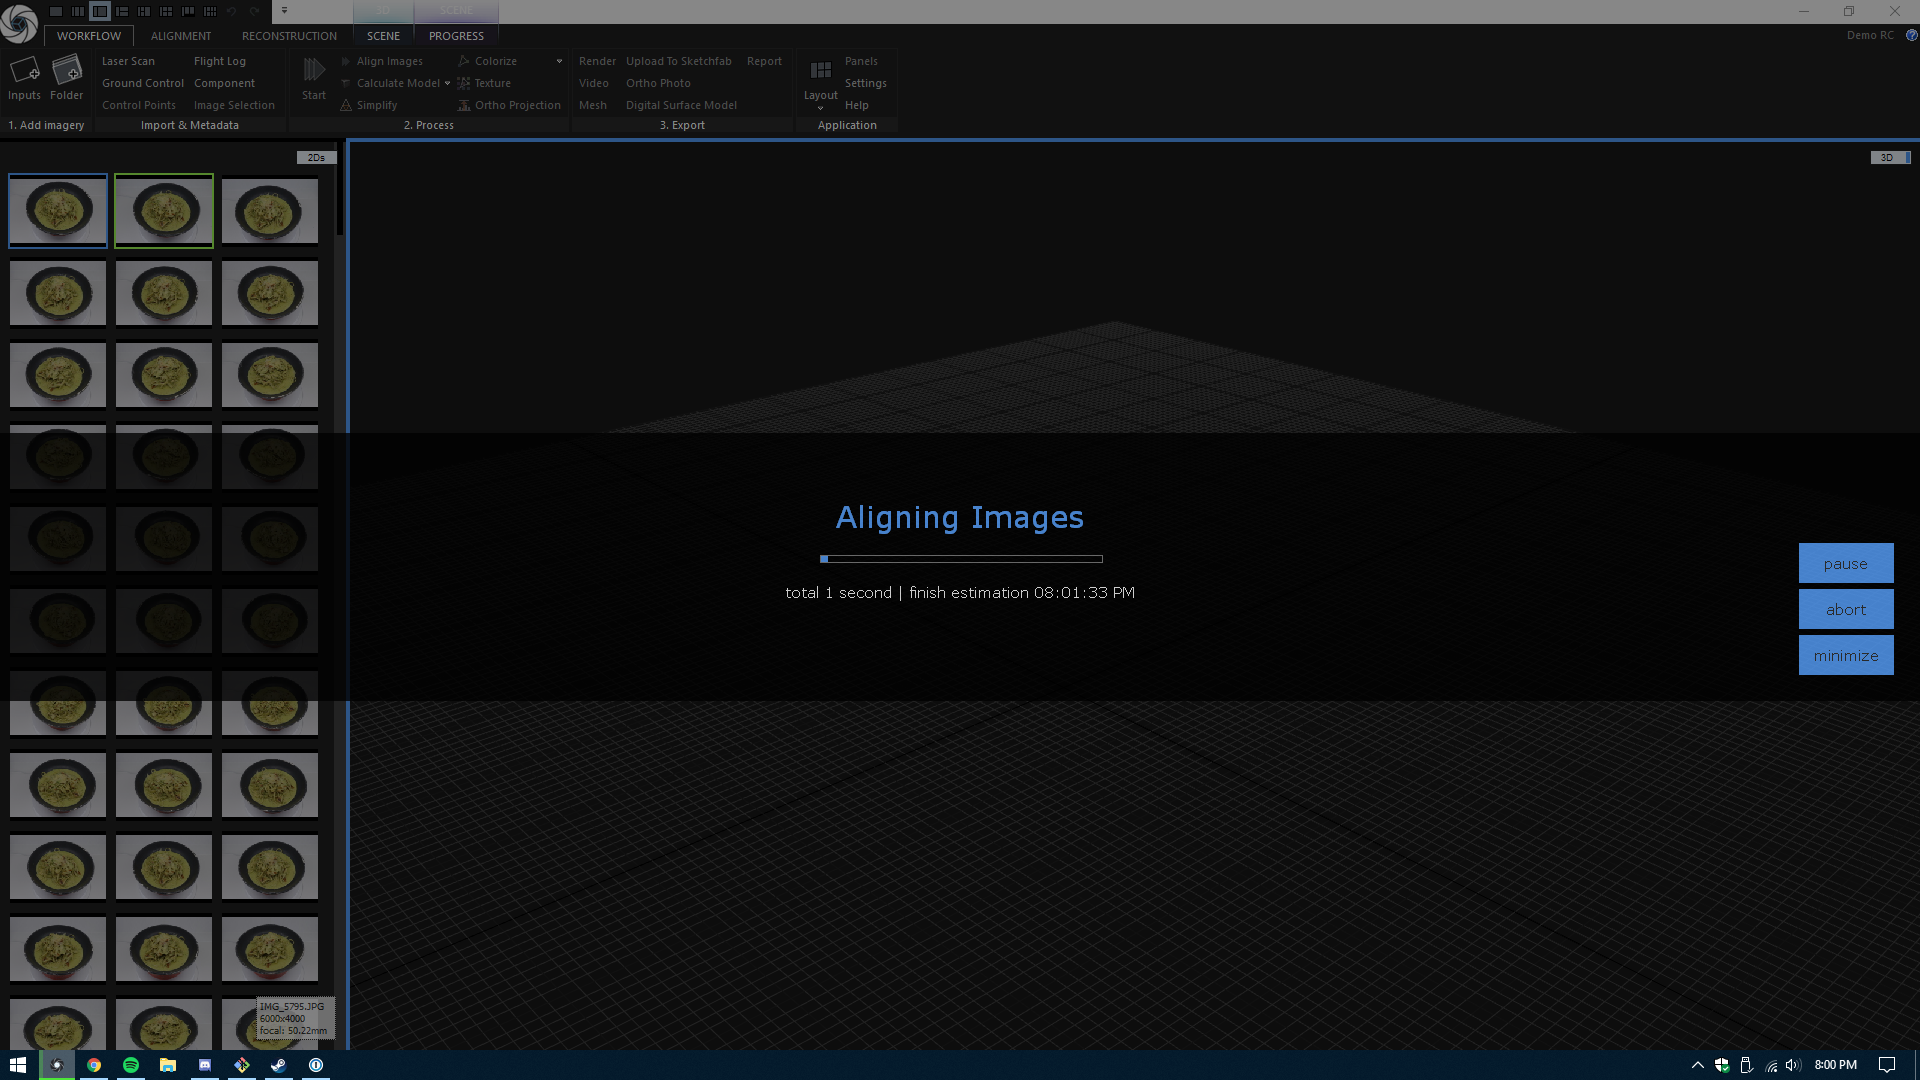 3D SCENE
WORKFLOW ALIGNMENT RECONSTRUCTION SCENE PROGRESS Demo RC
Inputs Folder
1. Add imagery
Laser Scan Flight Log
Ground Control Component
Control Points Image Selection
Import & Metadata
Start
Align Images Colorize
Calculate Model Texture
Simplify Ortho Projection
2. Process
Render Upload To Sketchfab Report
Video Ortho Photo
Mesh Digital Surface Model
3. Export
Layout
Panels
Settings
Help
Application
2Ds
3D
Aligning Images
total 1 second | finish estimation 08:01:33 PM
pause
abort
minimize
IMG_5795.JPG
6000x4000
focal: 50.22mm
8:00 PM